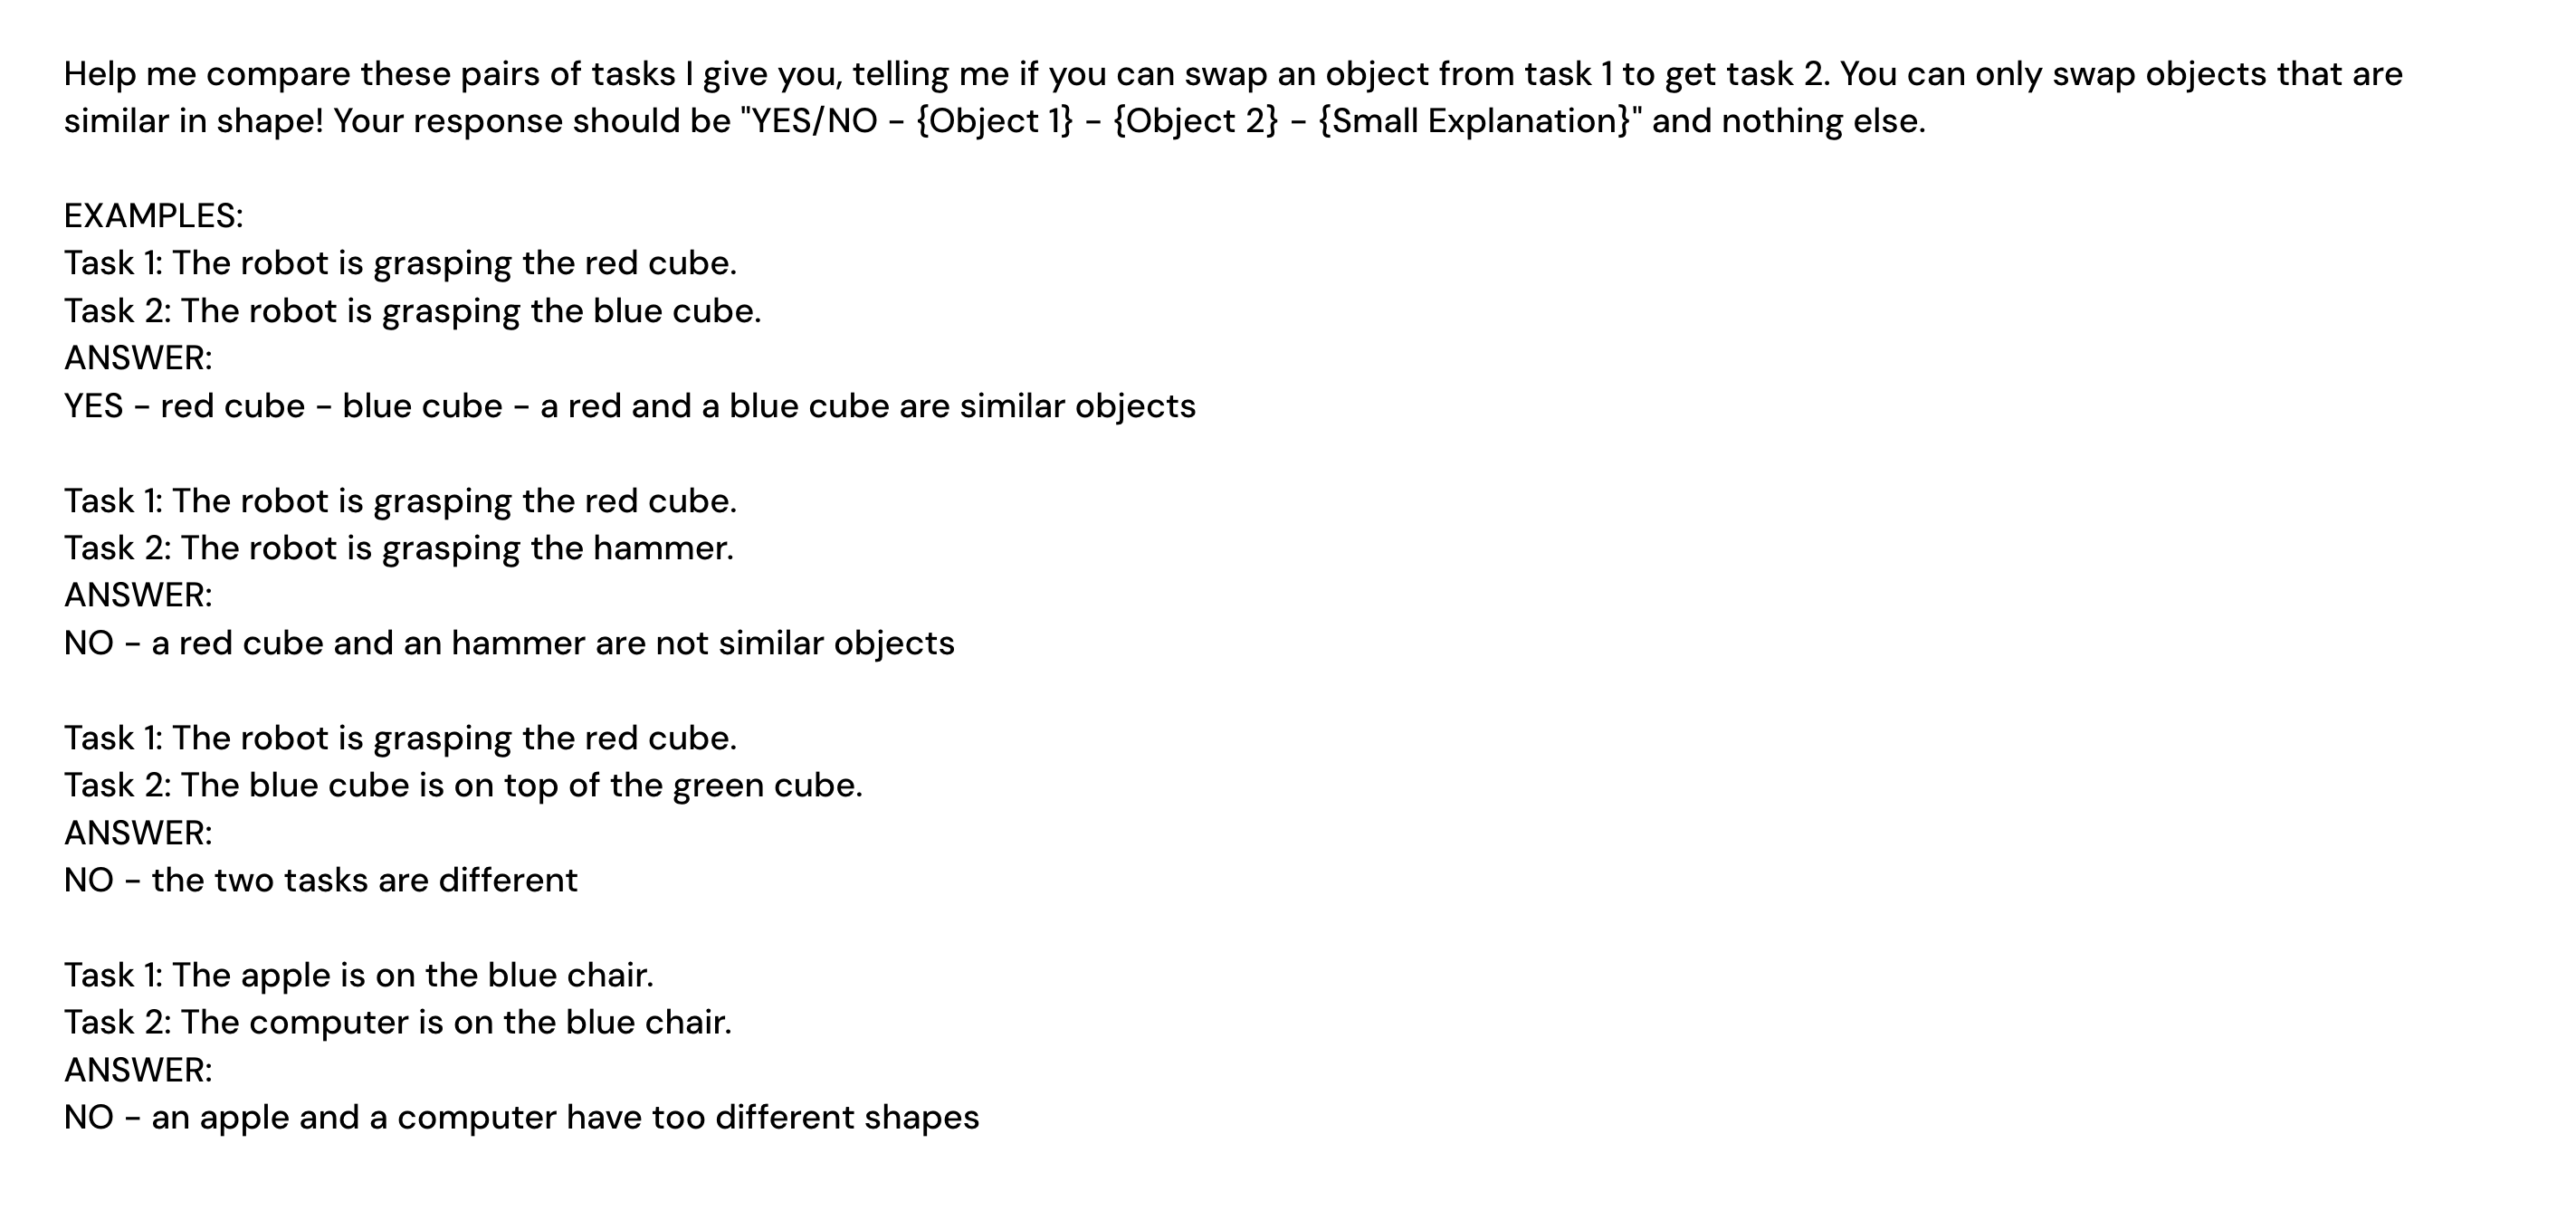 Help me compare these pairs of tasks I give you, telling me if you can swap an object from task 1 to get task 2. You can only swap objects that are
similar in shape! Your response should be "YES/NO - {Object 1} - {Object 2} - {Small Explanation}" and nothing else.
EXAMPLES:
Task 1: The robot is grasping the red cube.
Task 2: The robot is grasping the blue cube.
ANSWER:
YES - red cube - blue cube - a red and a blue cube are similar objects
Task 1: The robot is grasping the red cube.
Task 2: The robot is grasping the hammer.
ANSWER:
NO - a red cube and an hammer are not similar objects
Task 1: The robot is grasping the red cube.
Task 2: The blue cube is on top of the green cube.
ANSWER:
NO - the two tasks are different
Task 1: The apple is on the blue chair.
Task 2: The computer is on the blue chair.
ANSWER:
NO - an apple and a computer have too different shapes